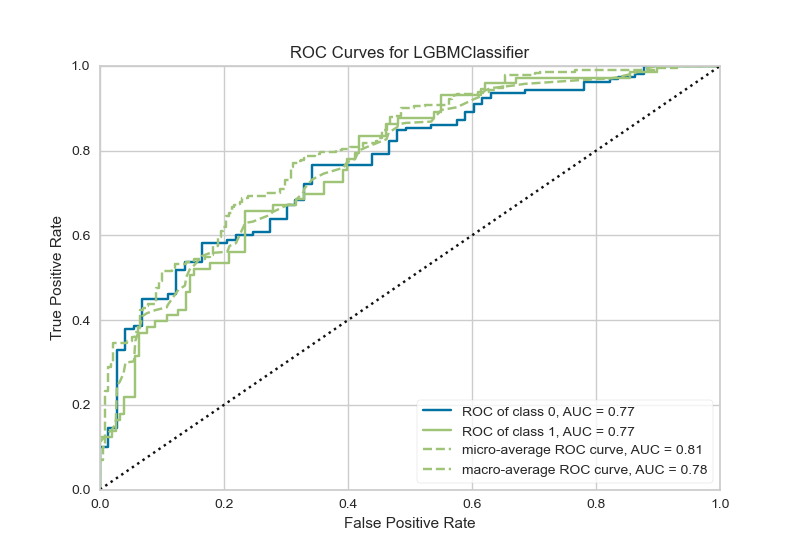 ROC Curves for LGBMClassifier
True Positive Rate
1.0
0.8
0.6
0.4
0.2
0.0
ROC of class 0, AUC = 0.77
ROC of class 1, AUC = 0.77
micro-average ROC curve, AUC = 0.81
macro-average ROC curve, AUC = 0.78
0.0 0.2 0.4 0.6 0.8 1.0
False Positive Rate